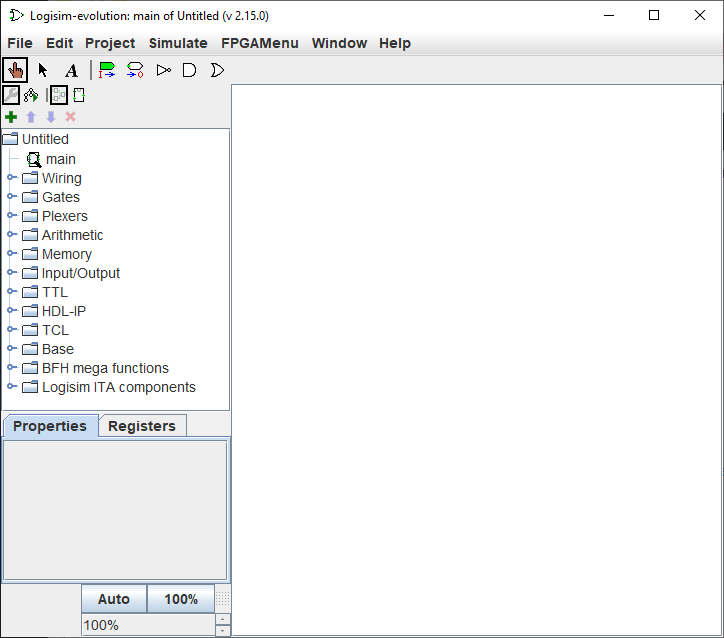 Logisim-evolution: main of Untitled (v 2.15.0)
File Edit Project Simulate FPGAMenu Window Help
A
Untitled
main
Wiring
Gates
Plexers
Arithmetic
Memory
Input/Output
TTL
HDL-IP
TCL
Base
BFH mega functions
Logisim ITA components
Properties Registers
Auto 100%
100%